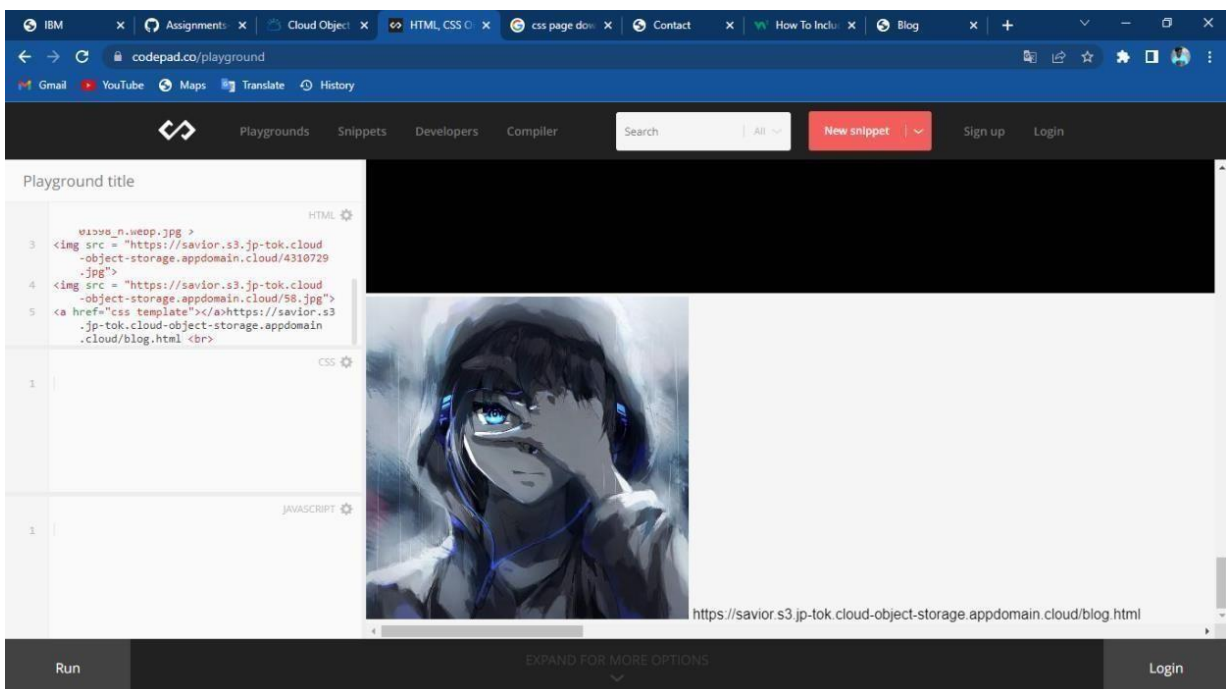 IBM
Assignments-
Cloud Object
HTML, CSS O
css page dow
Contact
How To Inclu
Blog
codepad.co/playground
Gmail
YouTube
Maps
Translate
History
Playgrounds
Snippets
Developers
Compiler
Search
All
New snippet
Sign up
Login
Playground title
HTML
01598_n.webp.jpg >
3 <img src = "https://savior.s3.jp-tok.cloud
-object-storage.appdomain.cloud/4310729
.jpg">
4 <img src = "https://savior.s3.jp-tok.cloud
-object-storage.appdomain.cloud/58.jpg">
5 <a href="css template"></a>https://savior.s3
.jp-tok.cloud-object-storage.appdomain
.cloud/blog.html <br>
CSS
1
JAVASCRIPT
1
https://savior.s3.jp-tok.cloud-object-storage.appdomain.cloud/blog.html
Run
EXPAND FOR MORE OPTIONS
Login